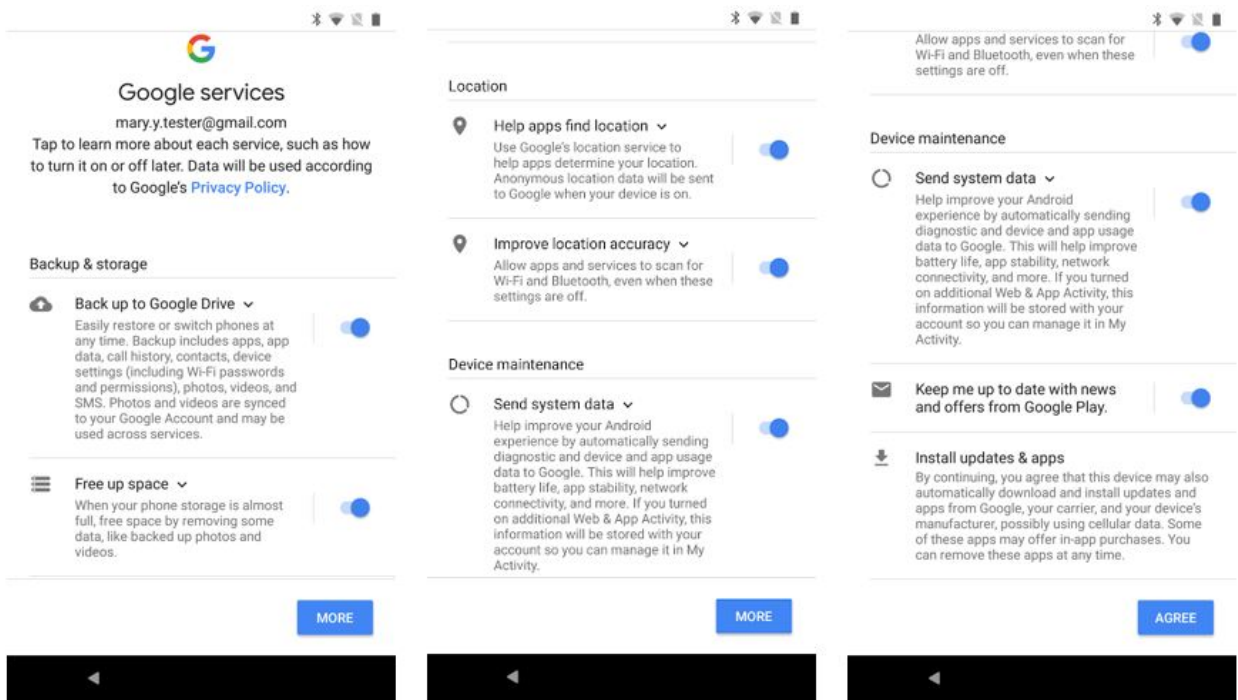 Google services
mary.y.tester@gmail.com
Tap to learn more about each service, such as how
to turn it on or off later. Data will be used according
to Google's Privacy Policy.
Backup & storage
Back up to Google Drive
Easily restore or switch phones at
any time. Backup includes apps, app
data, call history, contacts, device
settings (including Wi-Fi passwords
and permissions), photos, videos, and
SMS. Photos and videos are synced
to your Google Account and may be
used across services.
Free up space
When your phone storage is almost
full, free space by removing some
data, like backed up photos and
videos.
MORE
Location
Help apps find location
Use Google's location service to
help apps determine your location.
Anonymous location data will be sent
to Google when your device is on.
Improve location accuracy
Allow apps and services to scan for
Wi-Fi and Bluetooth, even when these
settings are off.
Device maintenance
Send system data
Help improve your Android
experience by automatically sending
diagnostic and device and app usage
data to Google. This will help improve
battery life, app stability, network
connectivity, and more. If you turned
on additional Web & App Activity, this
information will be stored with your
account so you can manage it in My
Activity.
MORE
Allow apps and services to scan for
Wi-Fi and Bluetooth, even when these
settings are off.
Device maintenance
Send system data
Help improve your Android
experience by automatically sending
diagnostic and device and app usage
data to Google. This will help improve
battery life, app stability, network
connectivity, and more. If you turned
on additional Web & App Activity, this
information will be stored with your
account so you can manage it in My
Activity.
Keep me up to date with news
and offers from Google Play.
Install updates & apps
By continuing, you agree that this device may also
automatically download and install updates and
apps from Google, your carrier, and your device's
manufacturer, possibly using cellular data. Some
of these apps may offer in-app purchases. You
can remove these apps at any time.
AGREE